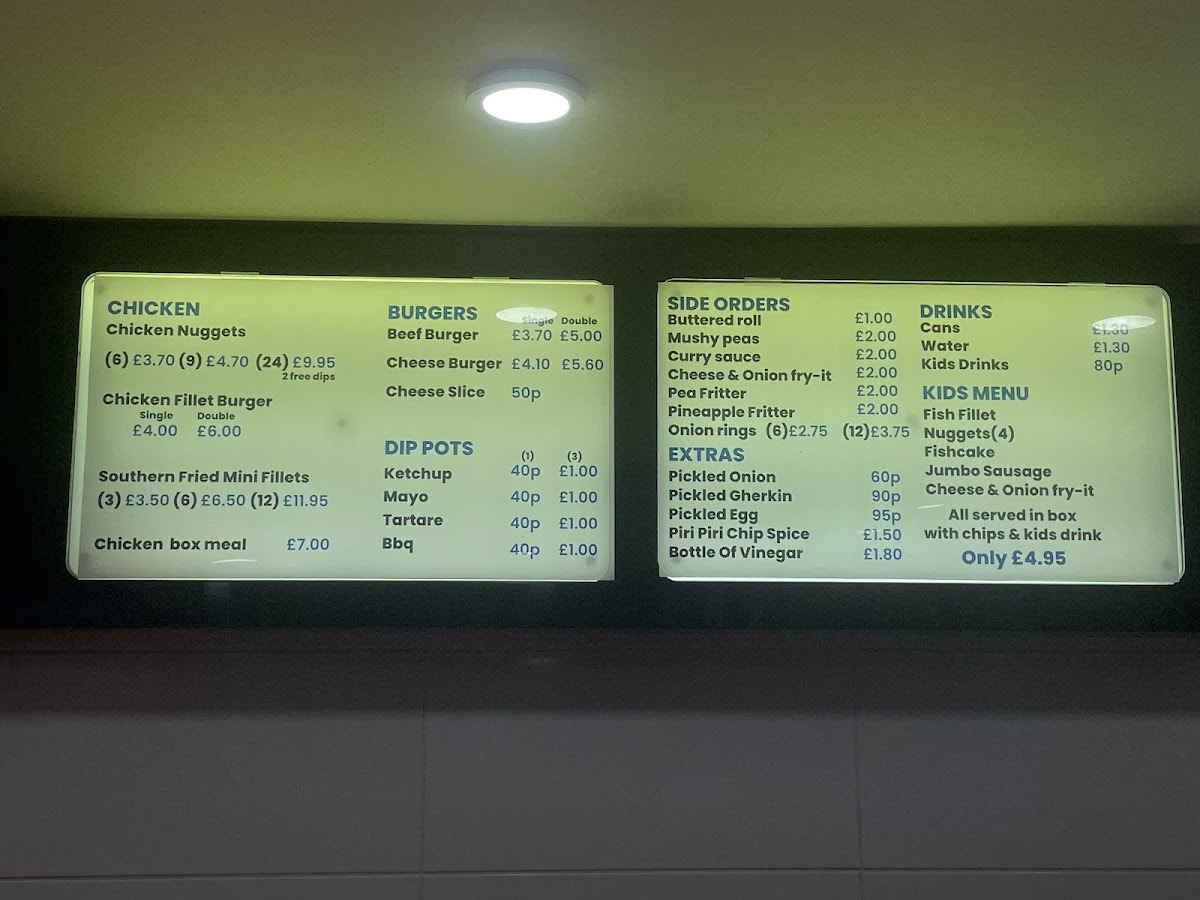 CHICKEN
Chicken Nuggets
(6) £3.70 (9) £4.70 (24) £9.95
2 free dips
Chicken Fillet Burger
Single Double
£4.00 £6.00
Southern Fried Mini Fillets
(3) £3.50 (6) £6.50 (12) £11.95
Chicken box meal £7.00
BURGERS
Single Double
Beef Burger £3.70 £5.00
Cheese Burger £4.10 £5.60
Cheese Slice 50p
DIP POTS
(1) (3)
Ketchup 40p £1.00
Mayo 40p £1.00
Tartare 40p £1.00
Bbq 40p £1.00
SIDE ORDERS
Buttered roll £1.00
Mushy peas £2.00
Curry sauce £2.00
Cheese & Onion fry-it £2.00
Pea Fritter £2.00
Pineapple Fritter £2.00
Onion rings (6)£2.75 (12)£3.75
EXTRAS
Pickled Onion 60p
Pickled Gherkin 90p
Pickled Egg 95p
Piri Piri Chip Spice £1.50
Bottle Of Vinegar £1.80
DRINKS
Cans £1.30
Water £1.30
Kids Drinks 80p
KIDS MENU
Fish Fillet
Nuggets(4)
Fishcake
Jumbo Sausage
Cheese & Onion fry-it
All served in box
with chips & kids drink
Only £4.95